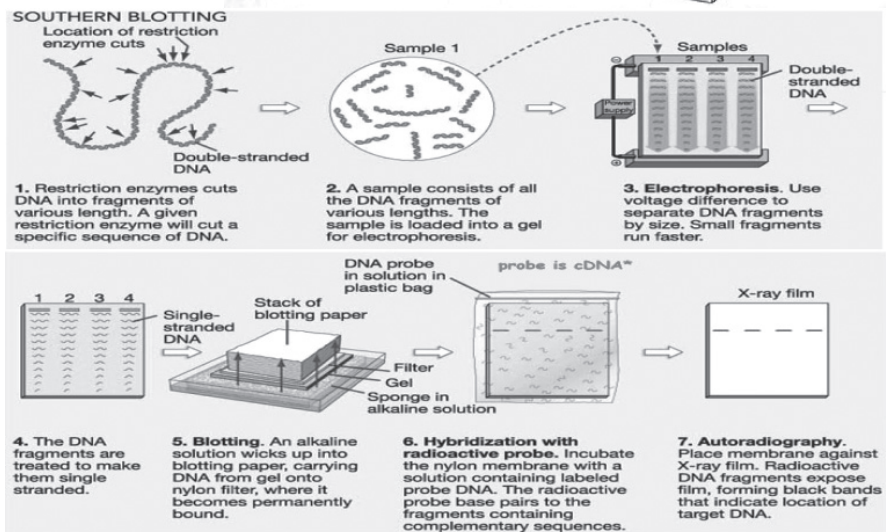 SOUTHERN BLOTTING
Location of restriction
enzyme cuts
Double-stranded
DNA
Sample 1
Samples
1 2 3 4
Double-
stranded
DNA
Power
supply
1. Restriction enzymes cuts
DNA into fragments of
various length. A given
restriction enzyme will cut a
specific sequence of DNA.
2. A sample consists of all
the DNA fragments of
various lengths. The
sample is loaded into a gel
for electrophoresis.
3. Electrophoresis. Use
voltage difference to
separate DNA fragments
by size. Small fragments
run faster.
1 2 3 4
Single-
stranded
DNA
Stack of
blotting paper
Filter
Gel
Sponge in
alkaline solution
DNA probe
in solution in
plastic bag
probe is cDNA*
X-ray film
4. The DNA
fragments are
treated to make
them single
stranded.
5. Blotting. An alkaline
solution wicks up into
blotting paper, carrying
DNA from gel onto
nylon filter, where it
becomes permanently
bound.
6. Hybridization with
radioactive probe. Incubate
the nylon membrane with a
solution containing labeled
probe DNA. The radioactive
probe base pairs to the
fragments containing
complementary sequences.
7. Autoradiography.
Place membrane against
X-ray film. Radioactive
DNA fragments expose
film, forming black bands
that indicate location of
target DNA.